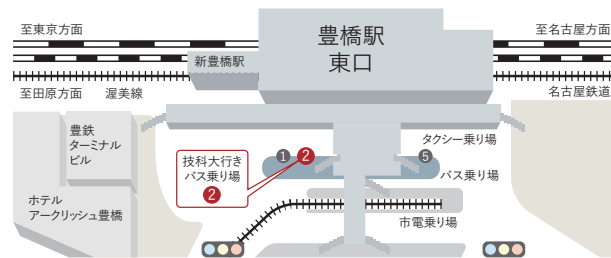 至東京方面
豊橋駅
東口
至名古屋方面
新豊橋駅
至田原方面 渥美線
名古屋鉄道
豊鉄
ターミナル
ビル
タクシー乗り場
技科大行き
バス乗り場
2
1 2
5
バス乗り場
ホテル
アークリッシュ豊橋
市電乗り場